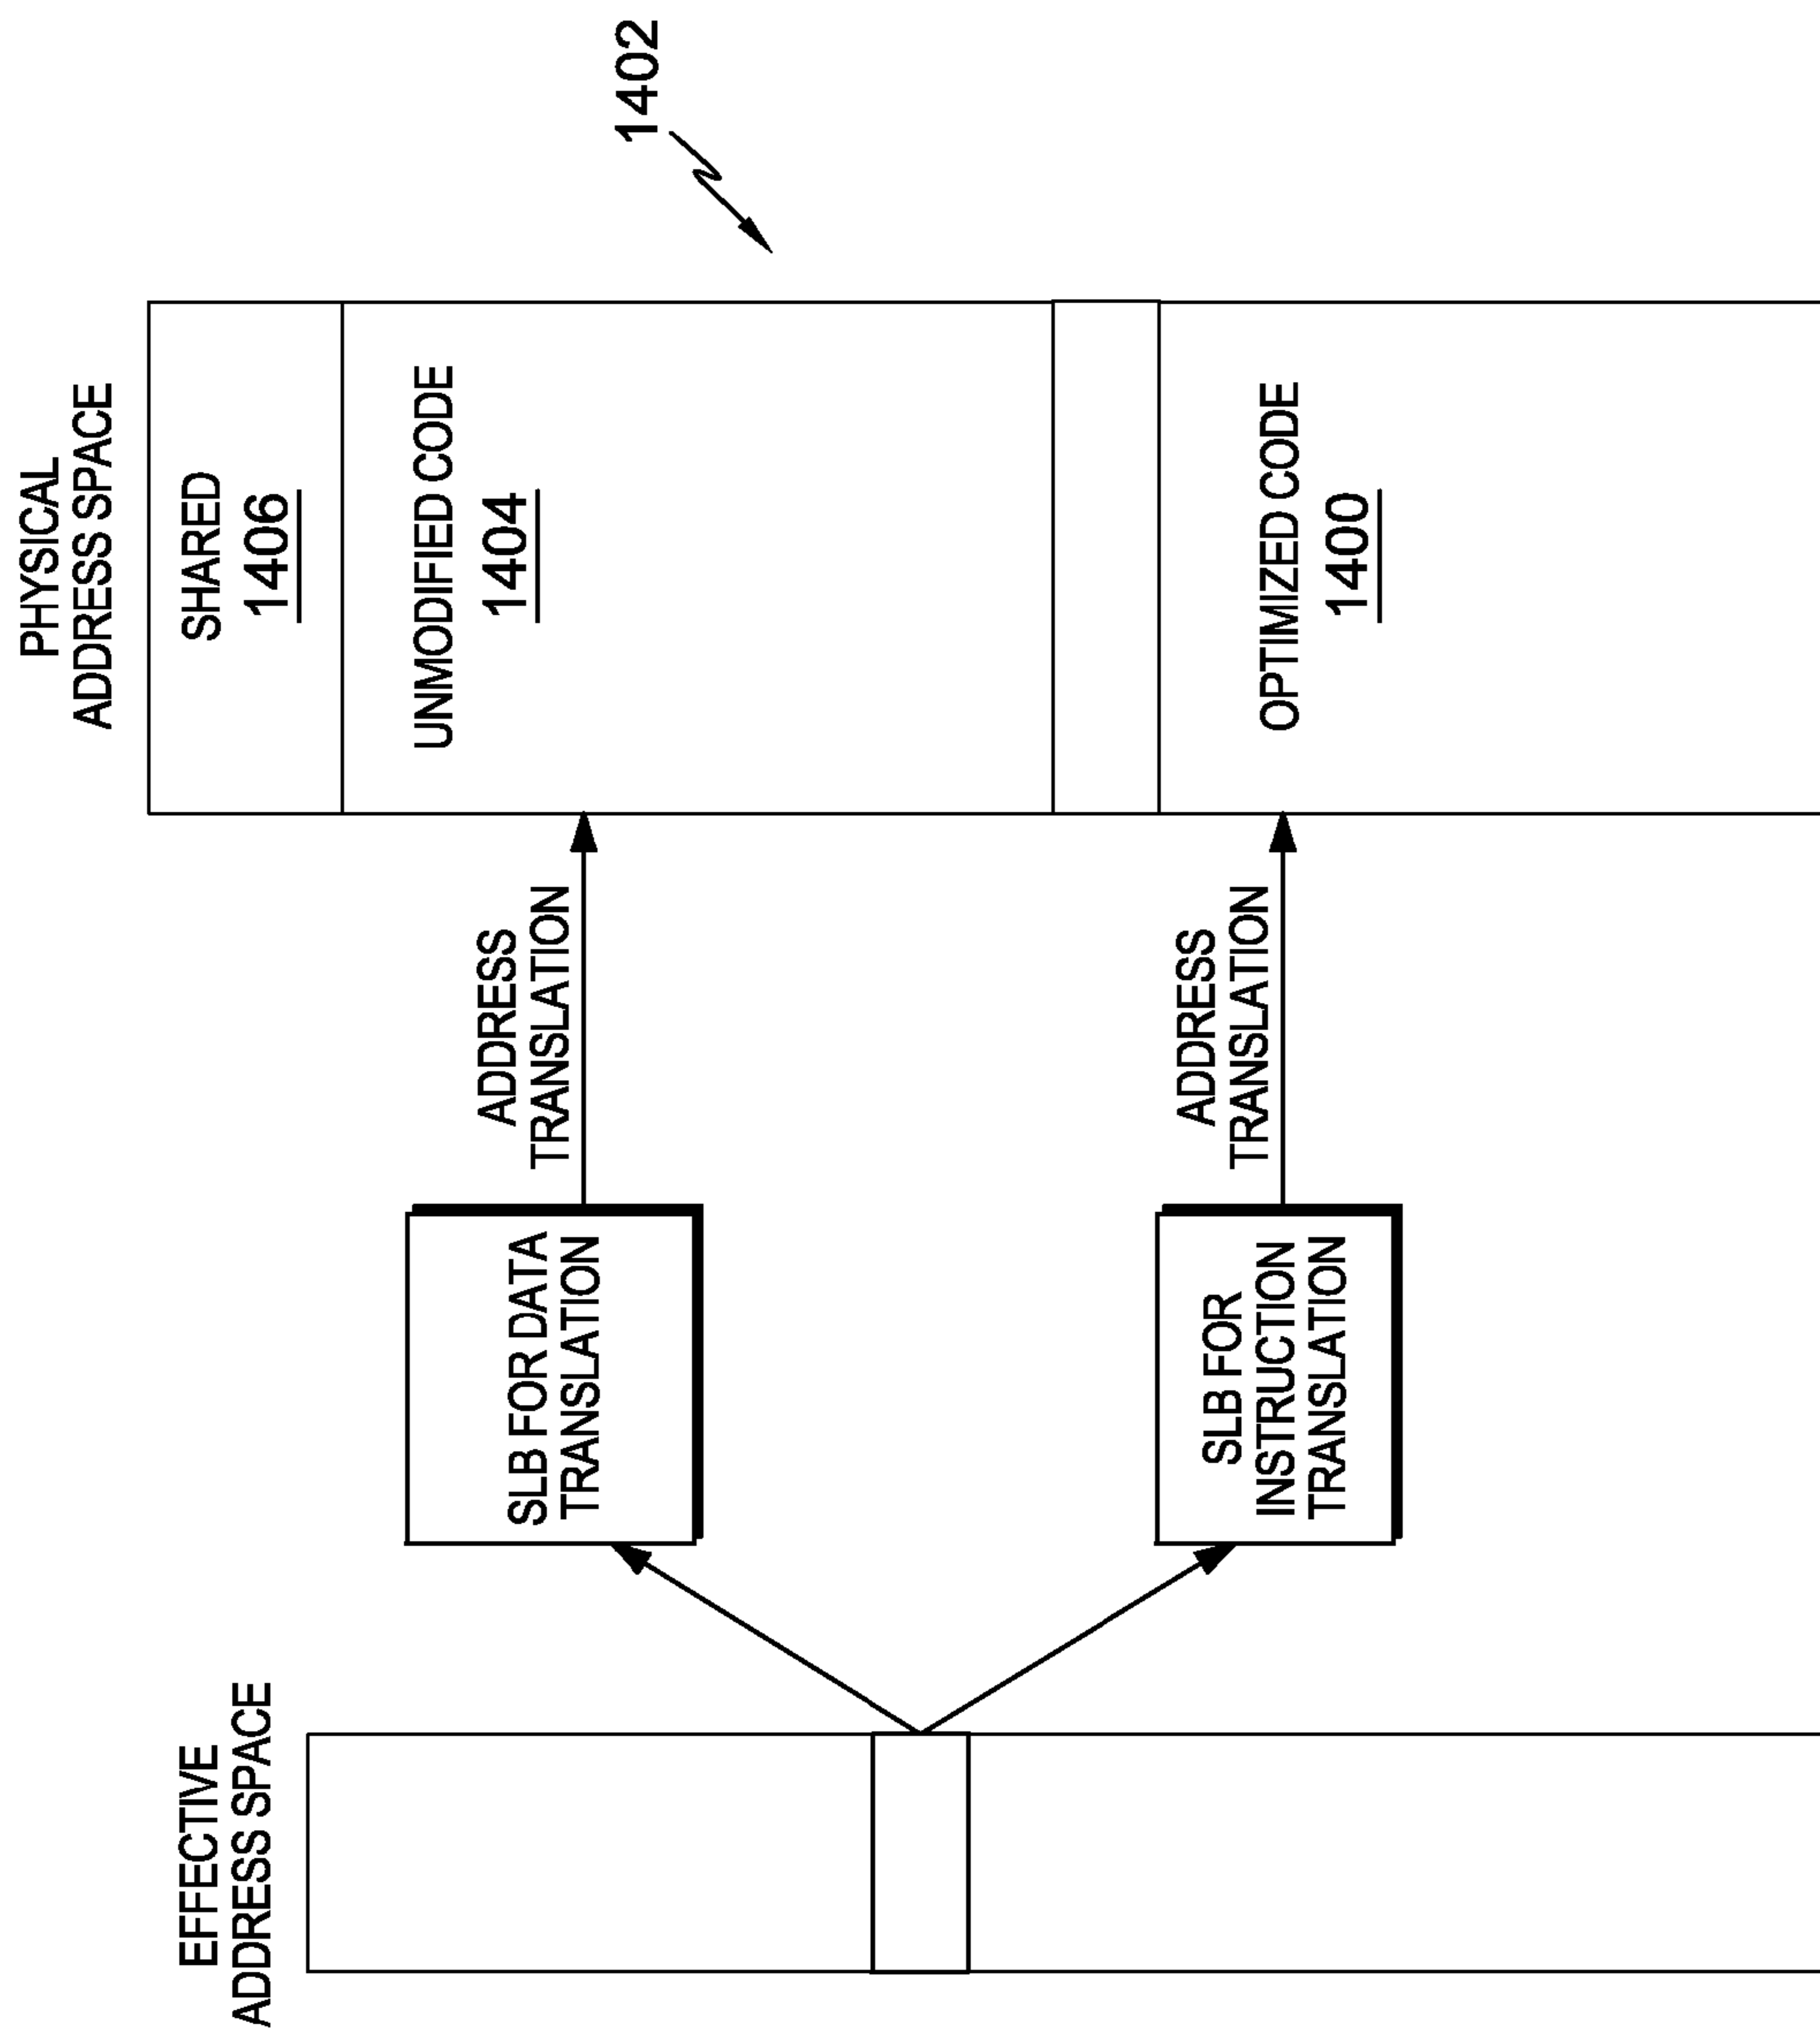 EFFECTIVE
ADDRESS SPACE
SLB FOR DATA
TRANSLATION
SLB FOR
INSTRUCTION
TRANSLATION
ADDRESS
TRANSLATION
ADDRESS
TRANSLATION
PHYSICAL
ADDRESS SPACE
SHARED
1406
UNMODIFIED CODE
1404
OPTIMIZED CODE
1400
1402